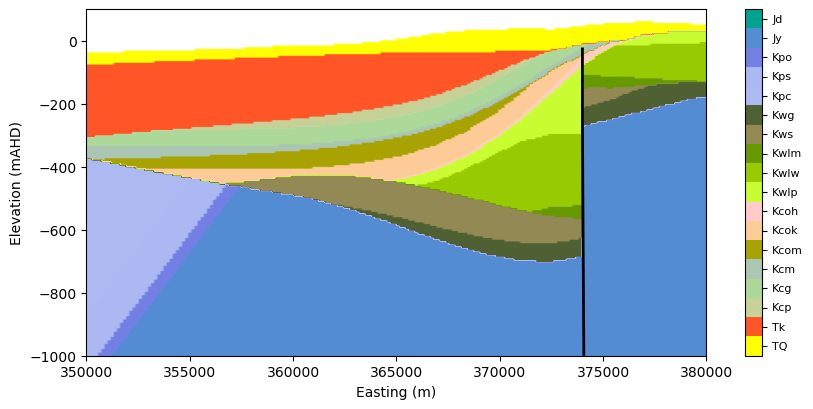 0
−200
−400
−600
−800
−1000
Elevation (mAHD)
350000 355000 360000 365000 370000 375000 380000
Easting (m)
Jd
Jy
Kpo
Kps
Kpc
Kwg
Kws
Kwlm
Kwlw
Kwlp
Kcoh
Kcok
Kcom
Kcm
Kcg
Kcp
Tk
TQ